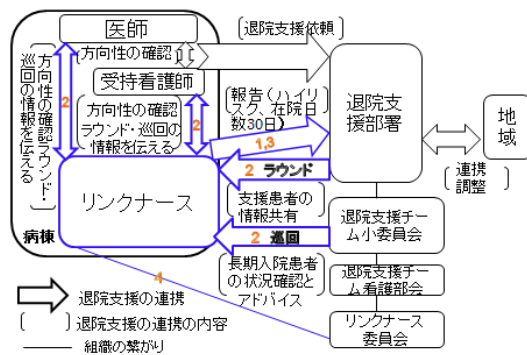 医師
方向性の確認
受持看護師
方向性の確認
ラウンド・巡回の
情報を伝える
方向性の確認ラウンド・
巡回の情報を伝える
2
2
リンクナース
病棟
退院支援依頼
報告(ハイリ
スク、在院日
数30日)
1,3
2 ラウンド
支援患者の
情報共有
2 巡回
長期入院患者
の状況確認と
アドバイス
退院支
援部署
地
域
連携
調整
退院支援チー
ム小委員会
退院支援チー
ム看護部会
リンクナース
委員会
4
退院支援の連携
退院支援の連携の内容
組織の繋がり